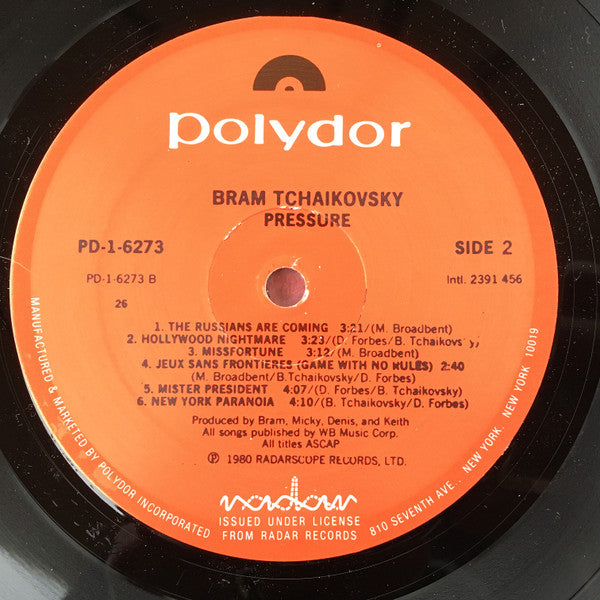 polydor
BRAM TCHAIKOVSKY
PRESSURE
PD-1-6273
SIDE 2
PD-1-6273 B
Intl. 2391 456
26
1. THE RUSSIANS ARE COMING 3:21/(M. Broadbent)
2. HOLLYWOOD NIGHTMARE 3:23/(D. Forbes/B. Tchaikovsky)
3. MISSFORTUNE 3:12/(M. Broadbent)
4. JEUX SANS FRONTIERES (GAME WITH NO RULES) 2:40
(M. Broadbent/B.Tchaikovsky/D. Forbes)
5. MISTER PRESIDENT 4:07/(D. Forbes/B. Tchaikovsky)
6. NEW YORK PARANOIA 4:10/(B. Tchaikovsky/D. Forbes)
Produced by Bram, Micky, Denis, and Keith
All songs published by WB Music Corp.
All titles ASCAP
℗ 1980 RADARSCOPE RECORDS, LTD.
radar
ISSUED UNDER LICENSE
FROM RADAR RECORDS
MANUFACTURED & MARKETED BY POLYDOR INCORPORATED
810 SEVENTH AVE., NEW YORK, NEW YORK 10019